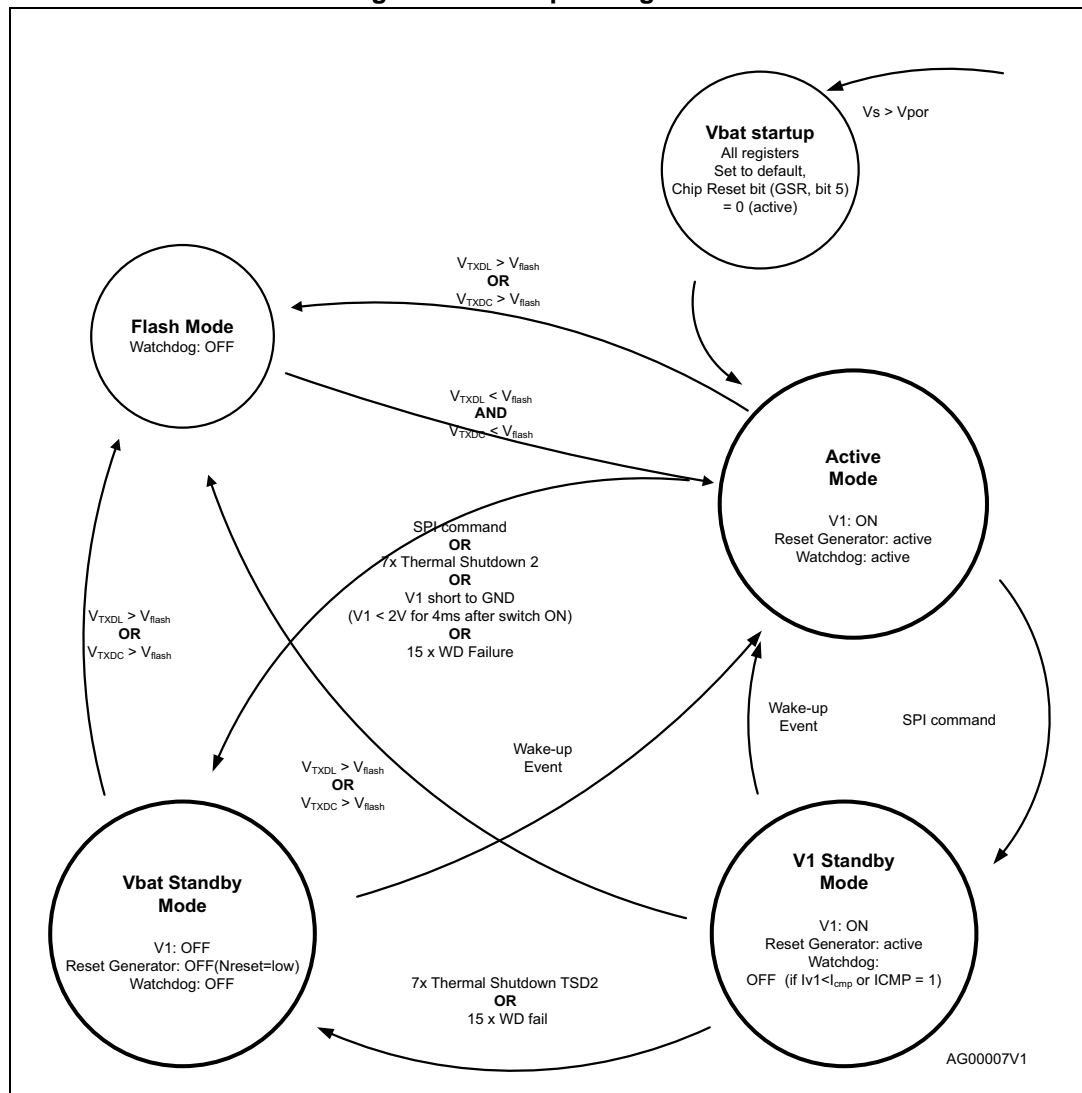 Vs > Vpor
Vbat startup
All registers
Set to default,
Chip Reset bit (GSR, bit 5)
= 0 (active)
VTXDL > Vflash
OR
VTXDC > Vflash
Flash Mode
Watchdog: OFF
VTXDL < Vflash
AND
VTXDC < Vflash
Active
Mode
V1: ON
Reset Generator: active
Watchdog: active
SPI command
OR
7x Thermal Shutdown 2
OR
V1 short to GND
(V1 < 2V for 4ms after switch ON)
OR
15 x WD Failure
VTXDL > Vflash
OR
VTXDC > Vflash
Wake-up
Event
SPI command
Wake-up
Event
VTXDL > Vflash
OR
VTXDC > Vflash
Vbat Standby
Mode
V1: OFF
Reset Generator: OFF(Nreset=low)
Watchdog: OFF
V1 Standby
Mode
V1: ON
Reset Generator: active
Watchdog:
OFF (if Iv1<Icmp or ICMP = 1)
7x Thermal Shutdown TSD2
OR
15 x WD fail
AG00007V1